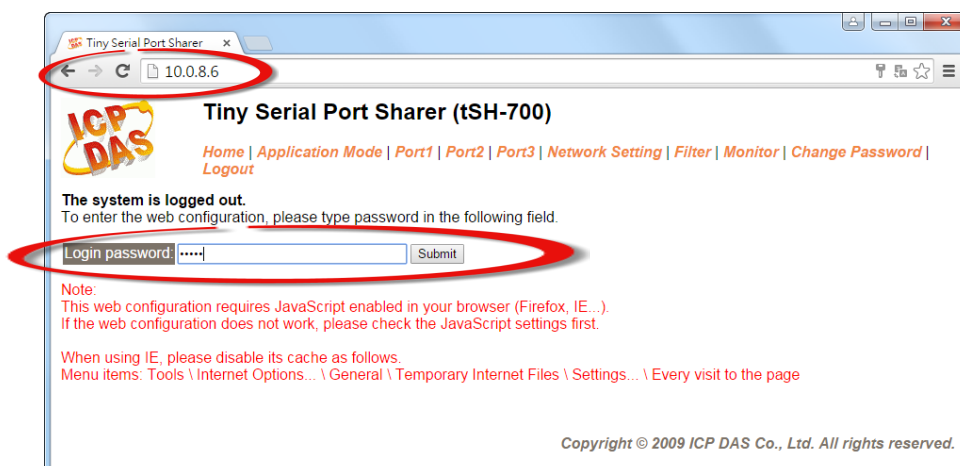 Tiny Serial Port Sharer
10.0.8.6
ICP
DAS
Tiny Serial Port Sharer (tSH-700)
Home | Application Mode | Port1 | Port2 | Port3 | Network Setting | Filter | Monitor | Change Password |
Logout
The system is logged out.
To enter the web configuration, please type password in the following field.
Login password: •••••
Submit
Note:
This web configuration requires JavaScript enabled in your browser (Firefox, IE...).
If the web configuration does not work, please check the JavaScript settings first.
When using IE, please disable its cache as follows.
Menu items: Tools \ Internet Options... \ General \ Temporary Internet Files \ Settings... \ Every visit to the page
Copyright © 2009 ICP DAS Co., Ltd. All rights reserved.